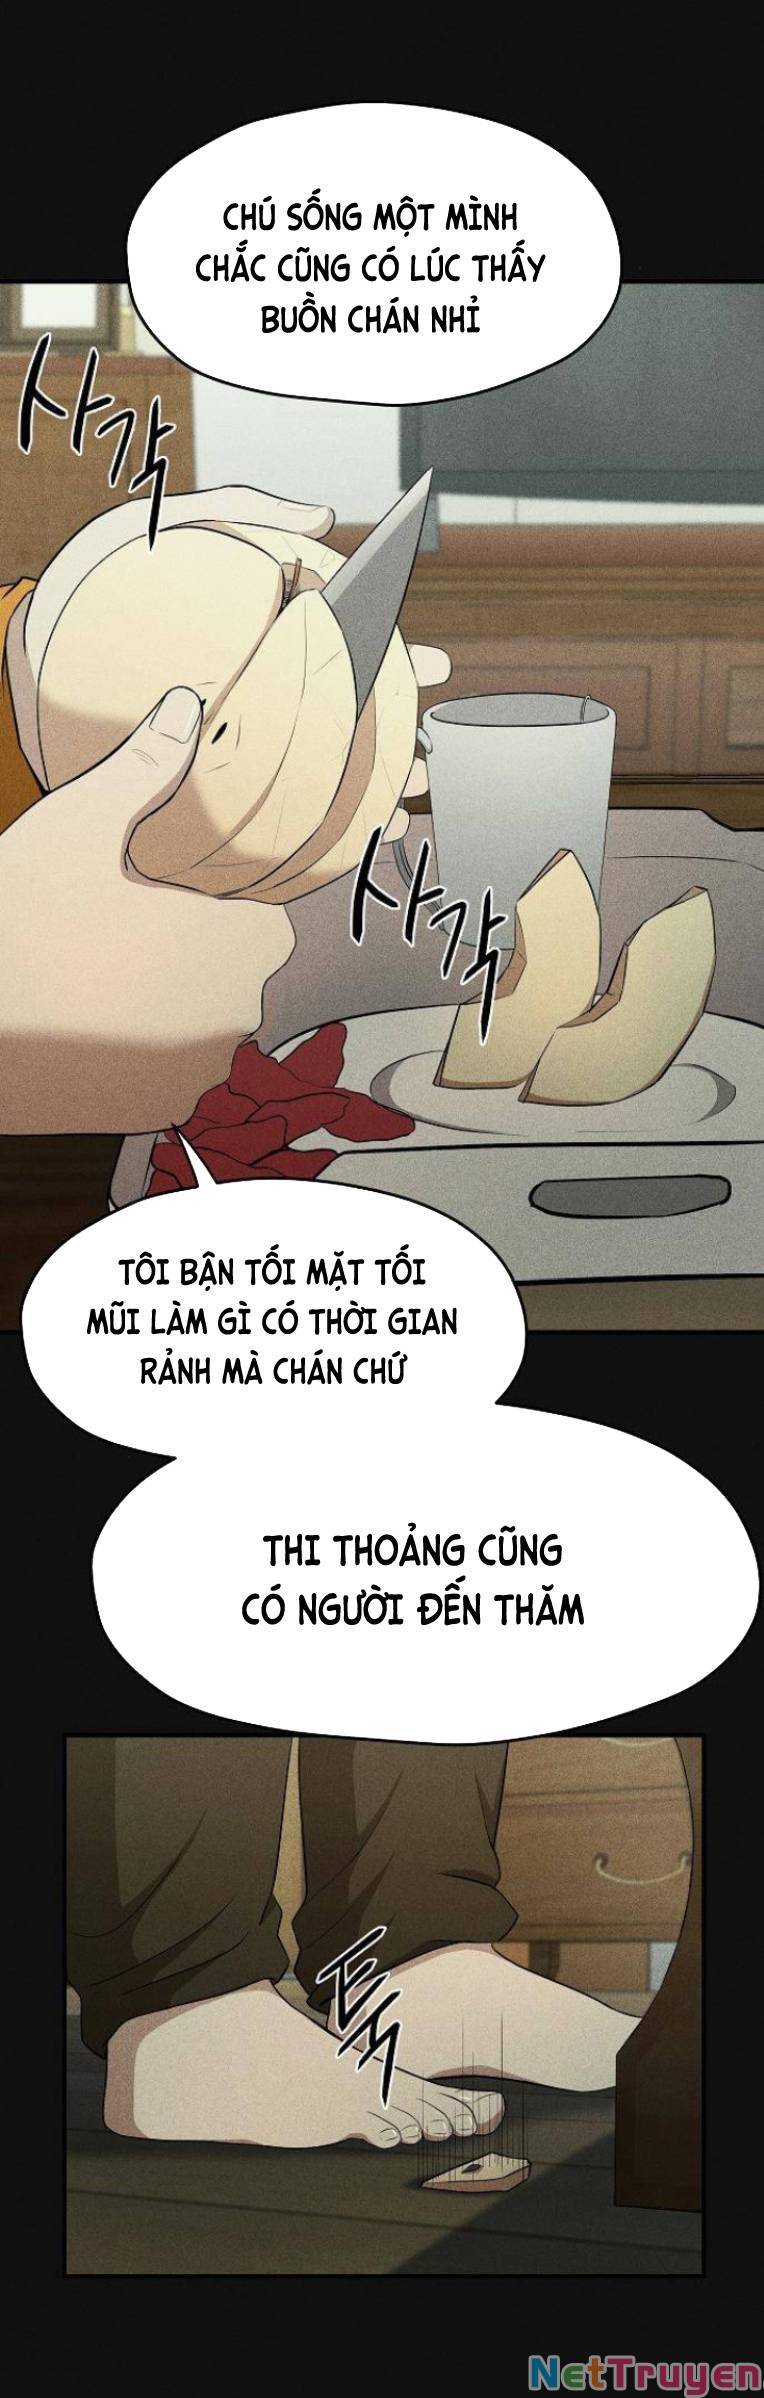 CHÚ SỐNG MỘT MÌNH
CHẮC CŨNG CÓ LÚC THẤY
BUỒN CHÁN NHỈ
사각
사각
TÔI BẬN TỐI MẶT TỐI
MŨI LÀM GÌ CÓ THỜI GIAN
RẢNH MÀ CHÁN CHỨ
THI THOẢNG CŨNG
CÓ NGƯỜI ĐẾN THĂM
툭
NetTruyen